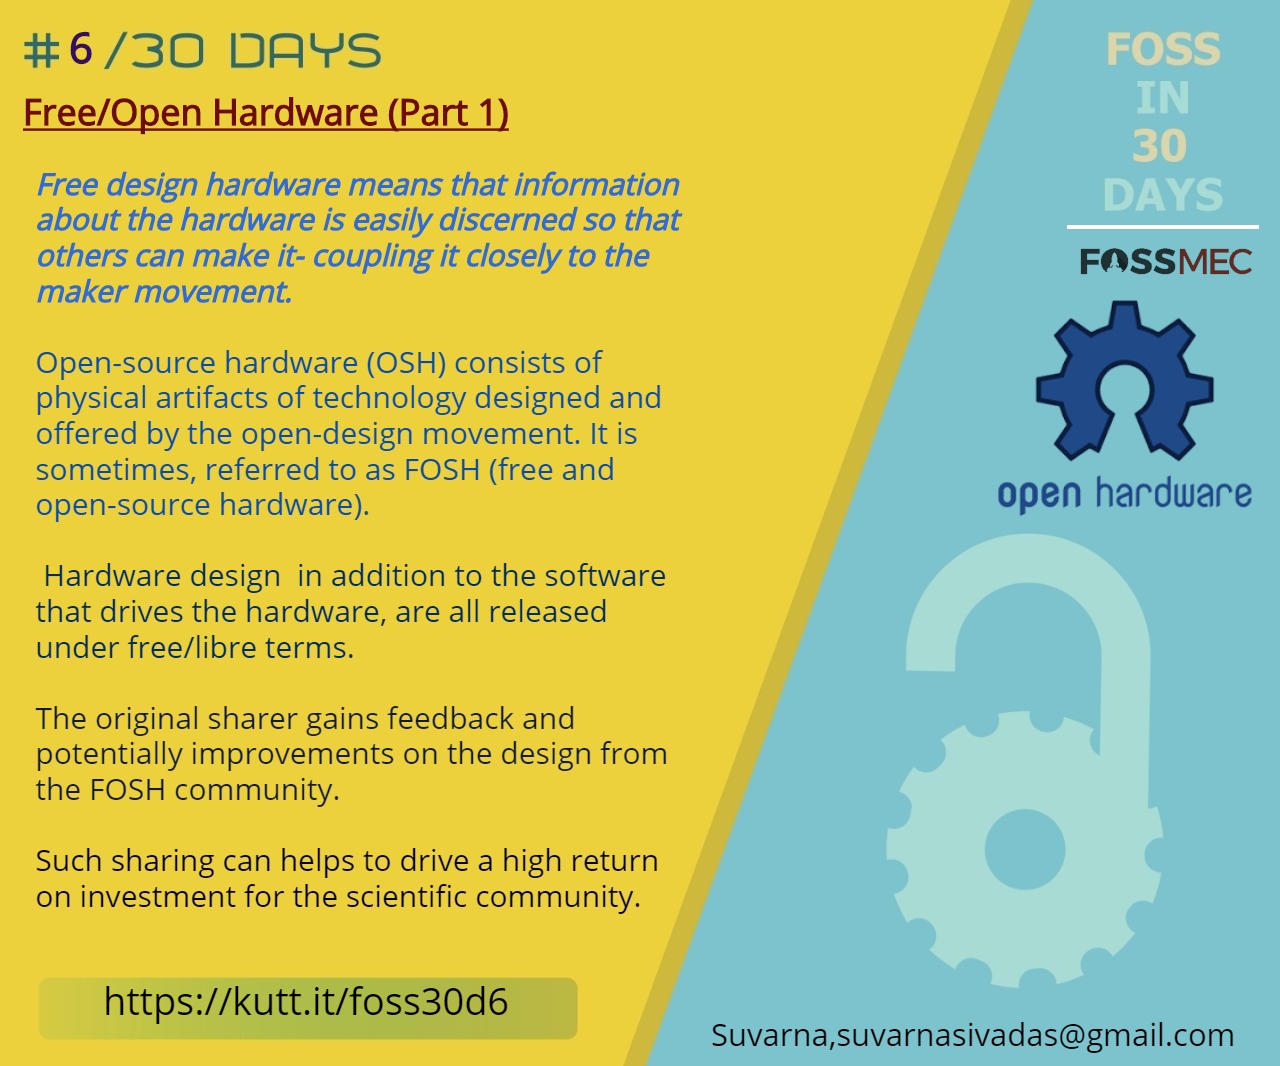 #6/30 DAYS
Free/Open Hardware (Part 1)
Free design hardware means that information
about the hardware is easily discerned so that
others can make it- coupling it closely to the
maker movement.
Open-source hardware (OSH) consists of
physical artifacts of technology designed and
offered by the open-design movement. It is
sometimes, referred to as FOSH (free and
open-source hardware).
Hardware design  in addition to the software
that drives the hardware, are all released
under free/libre terms.
The original sharer gains feedback and
potentially improvements on the design from
the FOSH community.
Such sharing can helps to drive a high return
on investment for the scientific community.
https://kutt.it/foss30d6
FOSS
IN
30
DAYS
FOSSMEC
open hardware
Suvarna,suvarnasivadas@gmail.com